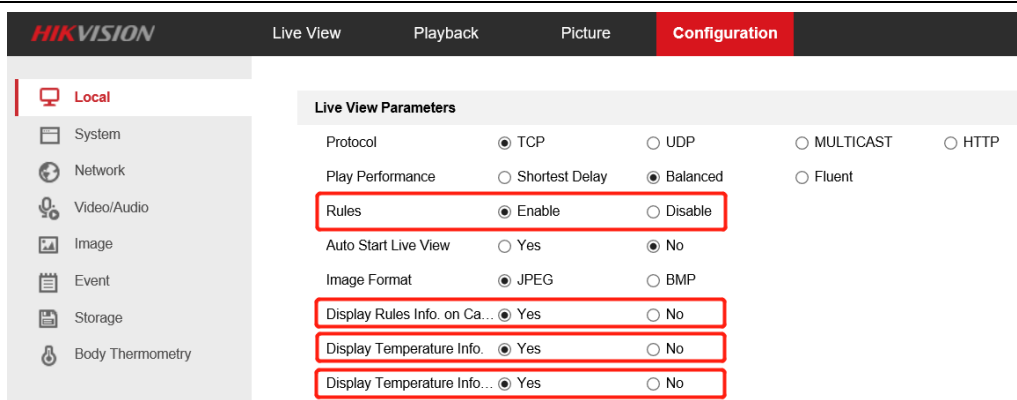 HIKVISION Live View Playback Picture Configuration
Local
System
Network
Video/Audio
Image
Event
Storage
Body Thermometry
Live View Parameters
Protocol TCP UDP MULTICAST HTTP
Play Performance Shortest Delay Balanced Fluent
Rules Enable Disable
Auto Start Live View Yes No
Image Format JPEG BMP
Display Rules Info. on Ca... Yes No
Display Temperature Info. Yes No
Display Temperature Info... Yes No